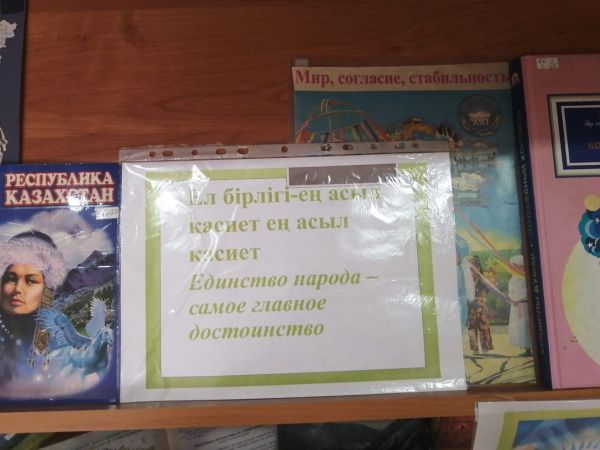 Мир, согласие, стабильность
РЕСПУБЛИКА
КАЗАХСТАН
Ел бірлігі-ең асыл
қасиет ең асыл
қасиет
Единство народа –
самое главное
достоинство